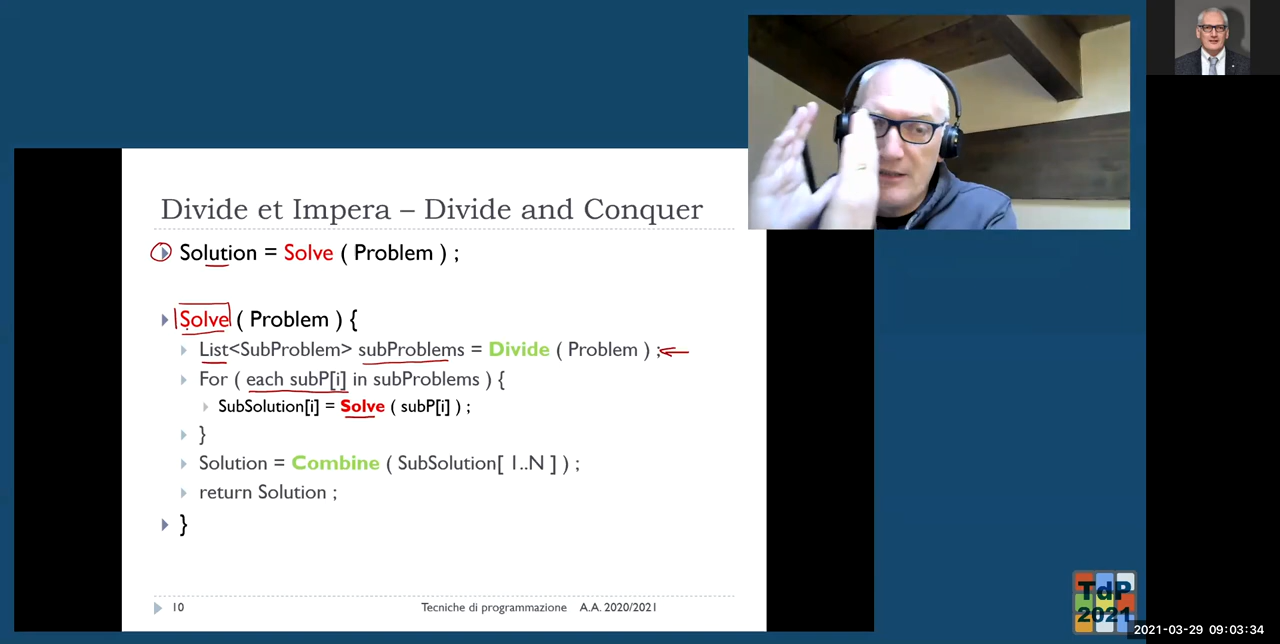 Divide et Impera – Divide and Conquer
Solution = Solve ( Problem ) ;
Solve ( Problem ) {
List<SubProblem> subProblems = Divide ( Problem ) ;
For ( each subP[i] in subProblems ) {
SubSolution[i] = Solve ( subP[i] ) ;
}
Solution = Combine ( SubSolution[ 1..N ] ) ;
return Solution ;
}
10 Tecniche di programmazione A.A. 2020/2021
TdP
2021
2021-03-29 09:03:34